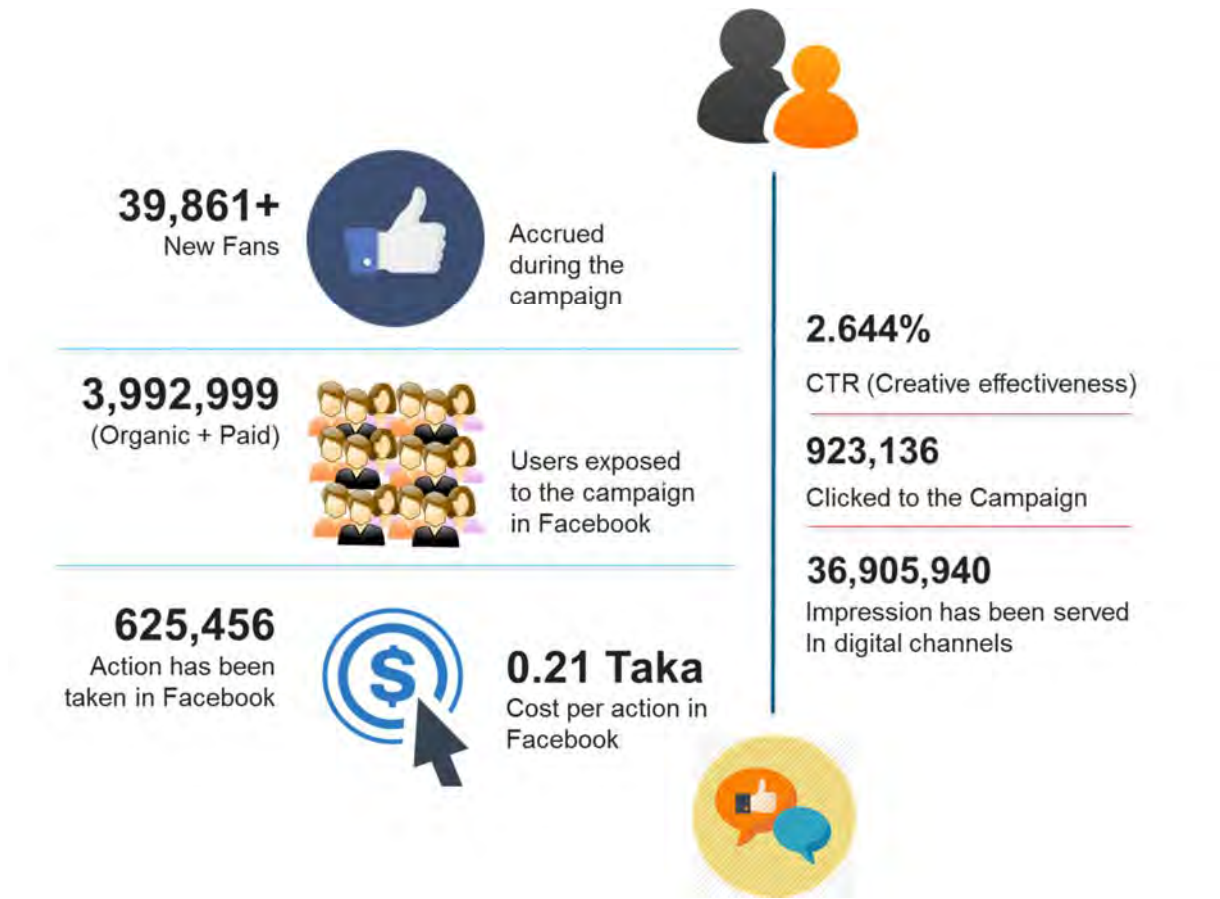 39,861+
New Fans
Accrued
during the
campaign
3,992,999
(Organic + Paid)
Users exposed
to the campaign
in Facebook
625,456
Action has been
taken in Facebook
$
0.21 Taka
Cost per action in
Facebook
2.644%
CTR (Creative effectiveness)
923,136
Clicked to the Campaign
36,905,940
Impression has been served
In digital channels